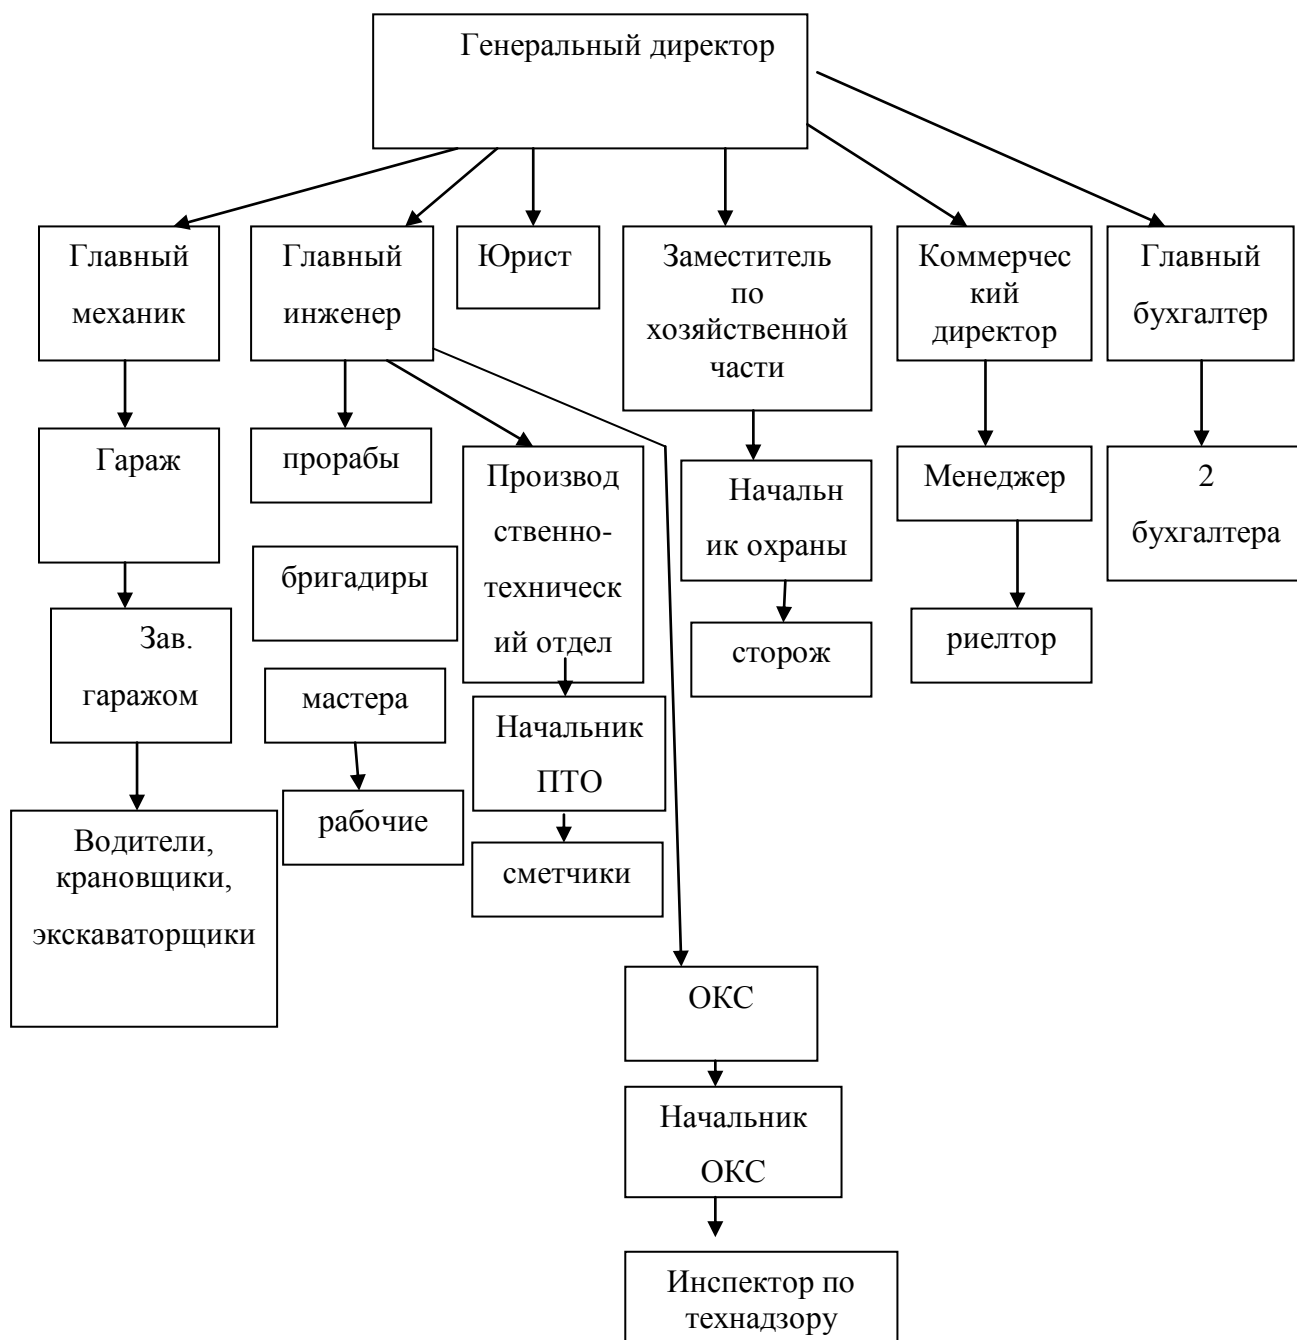 Генеральный директор
Главный
механик
Главный
инженер
Юрист
Заместитель
по
хозяйственной
части
Коммерчес
кий
директор
Главный
бухгалтер
Гараж
прорабы
Производ
ственно-
техническ
ий отдел
Начальн
ик охраны
Менеджер
2
бухгалтера
бригадиры
Зав.
гаражом
мастера
сторож
риелтор
Начальник
ПТО
рабочие
Водители,
крановщики,
экскаваторщики
сметчики
ОКС
Начальник
ОКС
Инспектор по
технадзору